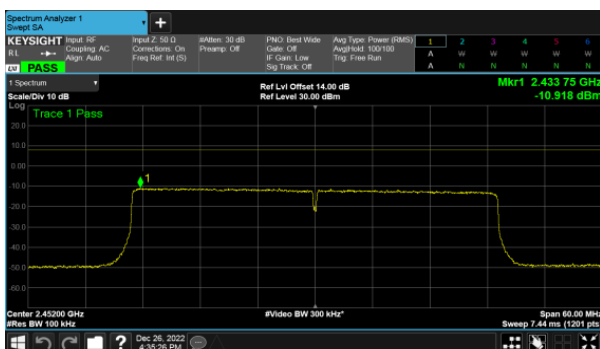 Spectrum Analyzer 1
Swept SA
+
KEYSIGHT Input: RF Input Z: 50 Ω #Atten: 30 dB PNO: Best Wide Avg Type: Power (RMS) 1 2 3 4 5 6
RL Coupling: AC Corrections: On Preamp: Off Gate: Off Avg|Hold: 100/100 A W W W W W
Align: Auto Freq Ref: Int (S) IF Gain: Low Trig: Free Run
PASS Sig Track: Off A N N N N N
1 Spectrum Ref Lvl Offset 14.00 dB Mkr1 2.433 75 GHz
Scale/Div 10 dB Ref Level 30.00 dBm -10.918 dBm
Log
Trace 1 Pass
20.0
10.0
0.00
1
-10.0
-20.0
-30.0
-40.0
-50.0
-60.0
Center 2.45200 GHz #Video BW 300 kHz* Span 60.00 MHz
#Res BW 100 kHz Sweep 7.44 ms (1201 pts)
? Dec 26, 2022
4:35:26 PM